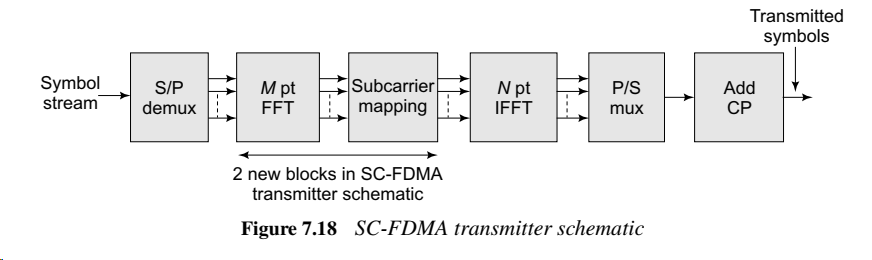 Transmitted
symbols
Symbol
stream
S/P
demux
M pt
FFT
Subcarrier
mapping
N pt
IFFT
P/S
mux
Add
CP
2 new blocks in SC-FDMA
transmitter schematic
Figure 7.18 SC-FDMA transmitter schematic